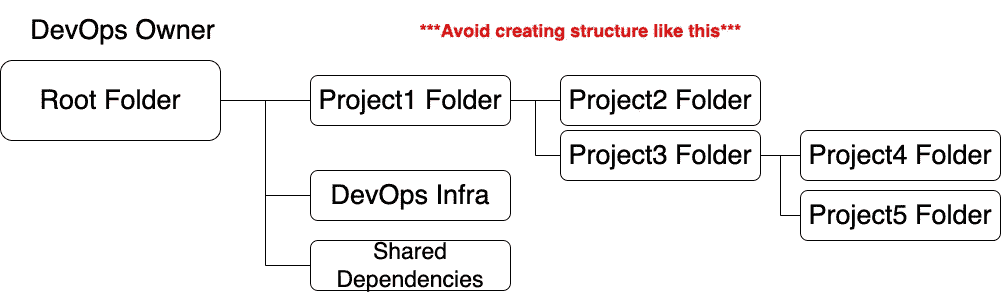 DevOps Owner
***Avoid creating structure like this***
Root Folder
Project1 Folder
Project2 Folder
Project3 Folder
Project4 Folder
DevOps Infra
Project5 Folder
Shared
Dependencies